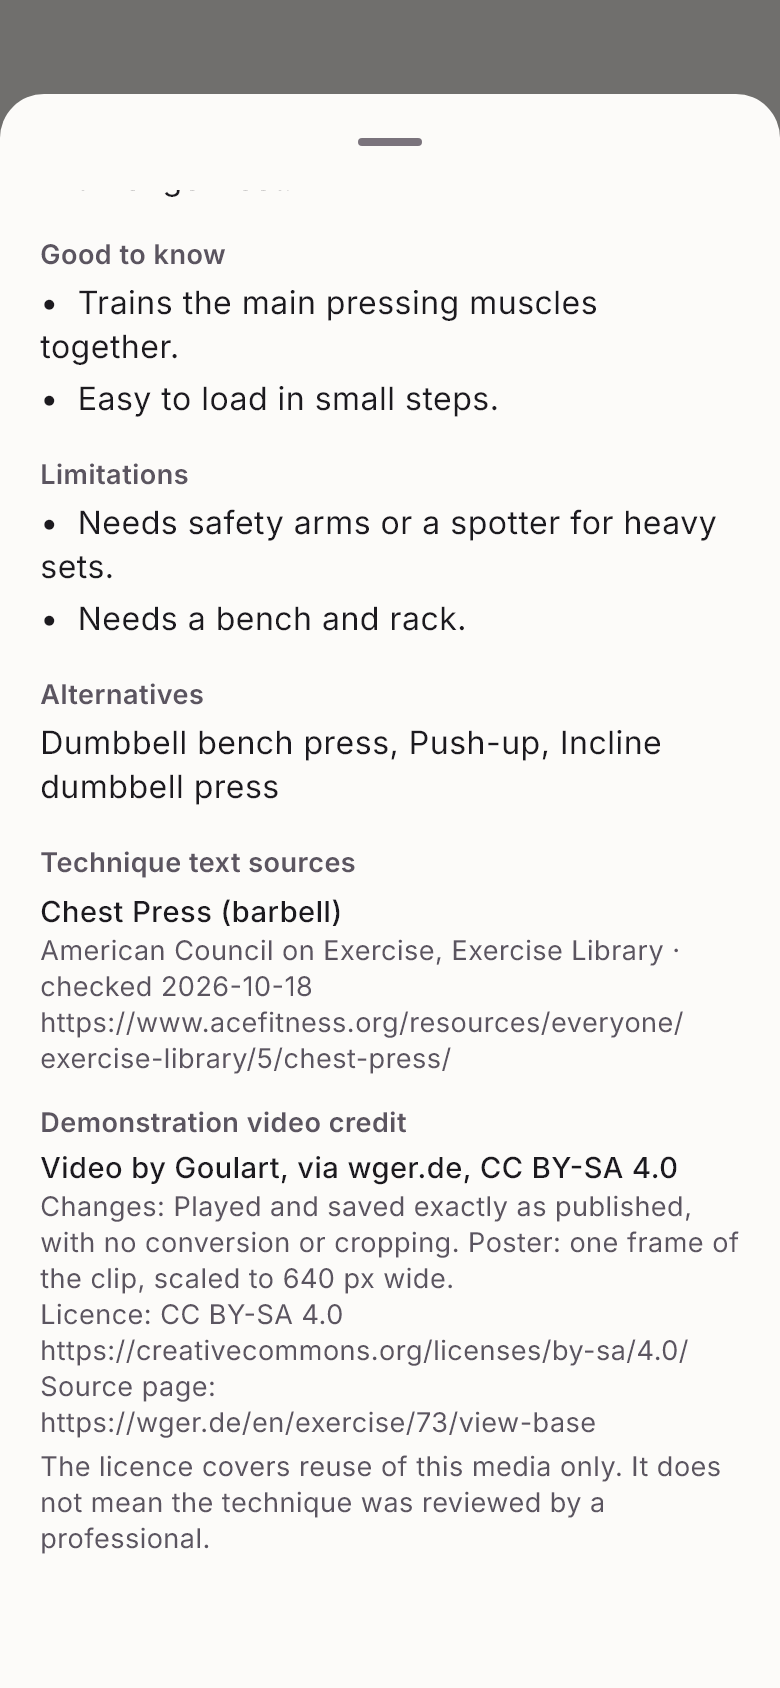 Good to know
• Trains the main pressing muscles
together.
• Easy to load in small steps.
Limitations
• Needs safety arms or a spotter for heavy
sets.
• Needs a bench and rack.
Alternatives
Dumbbell bench press, Push-up, Incline
dumbbell press
Technique text sources
Chest Press (barbell)
American Council on Exercise, Exercise Library ·
checked 2026-10-18
https://www.acefitness.org/resources/everyone/
exercise-library/5/chest-press/
Demonstration video credit
Video by Goulart, via wger.de, CC BY-SA 4.0
Changes: Played and saved exactly as published,
with no conversion or cropping. Poster: one frame of
the clip, scaled to 640 px wide.
Licence: CC BY-SA 4.0
https://creativecommons.org/licenses/by-sa/4.0/
Source page:
https://wger.de/en/exercise/73/view-base
The licence covers reuse of this media only. It does
not mean the technique was reviewed by a
professional.